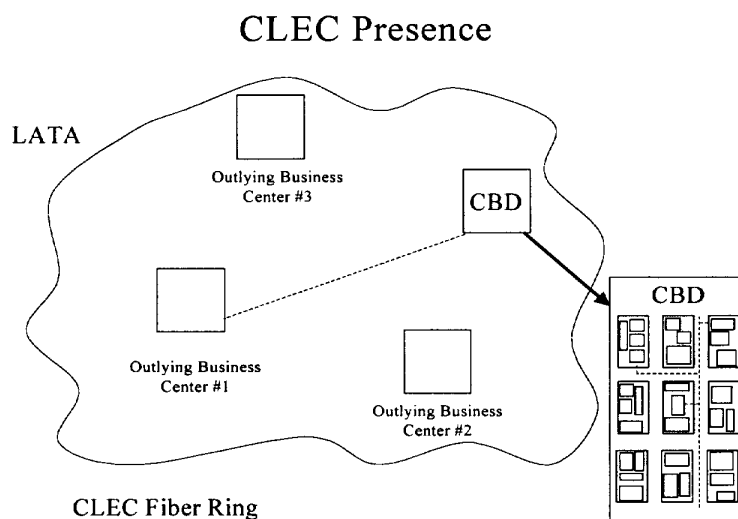 CLEC Presence
LATA
Outlying Business
Center #3
CBD
CBD
Outlying Business
Center #1
Outlying Business
Center #2
CLEC Fiber Ring